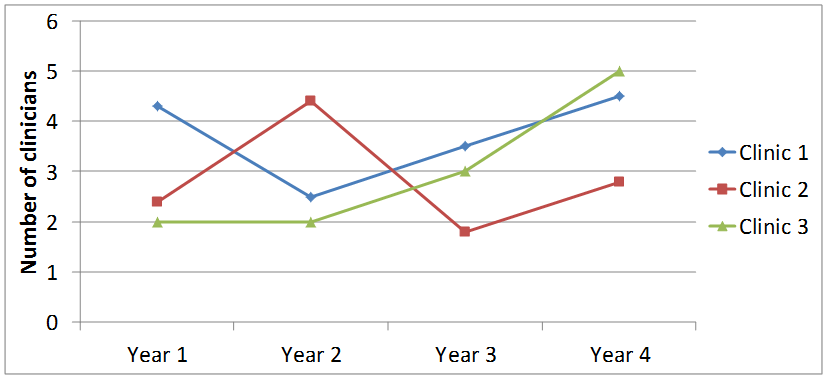 6
5
4
3
2
1
0
Number of clinicians
Year 1 Year 2 Year 3 Year 4
Clinic 1
Clinic 2
Clinic 3